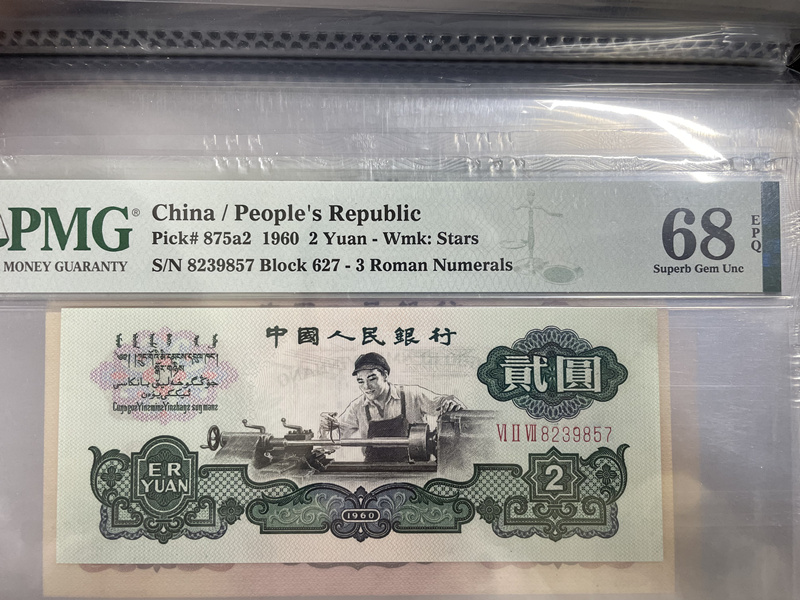 PMG®
MONEY GUARANTY
China / People's Republic
Pick# 875a2 1960 2 Yuan - Wmk: Stars
S/N 8239857 Block 627 - 3 Roman Numerals
68
EPQ
Superb Gem Unc
中國人民銀行
貳圓
VI II VII 8239857
ER
YUAN
2
1960